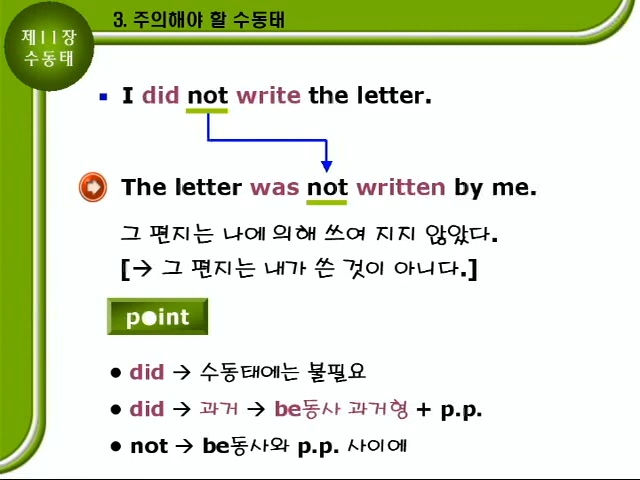 3. 주의해야 할 수동태
제11장
수동태
▪ I did not write the letter.
The letter was not written by me.
그 편지는 나에 의해 쓰여 지지 않았다.
[→ 그 편지는 내가 쓴 것이 아니다.]
point
● did → 수동태에는 불필요
● did → 과거 → be동사 과거형 + p.p.
● not → be동사와 p.p. 사이에